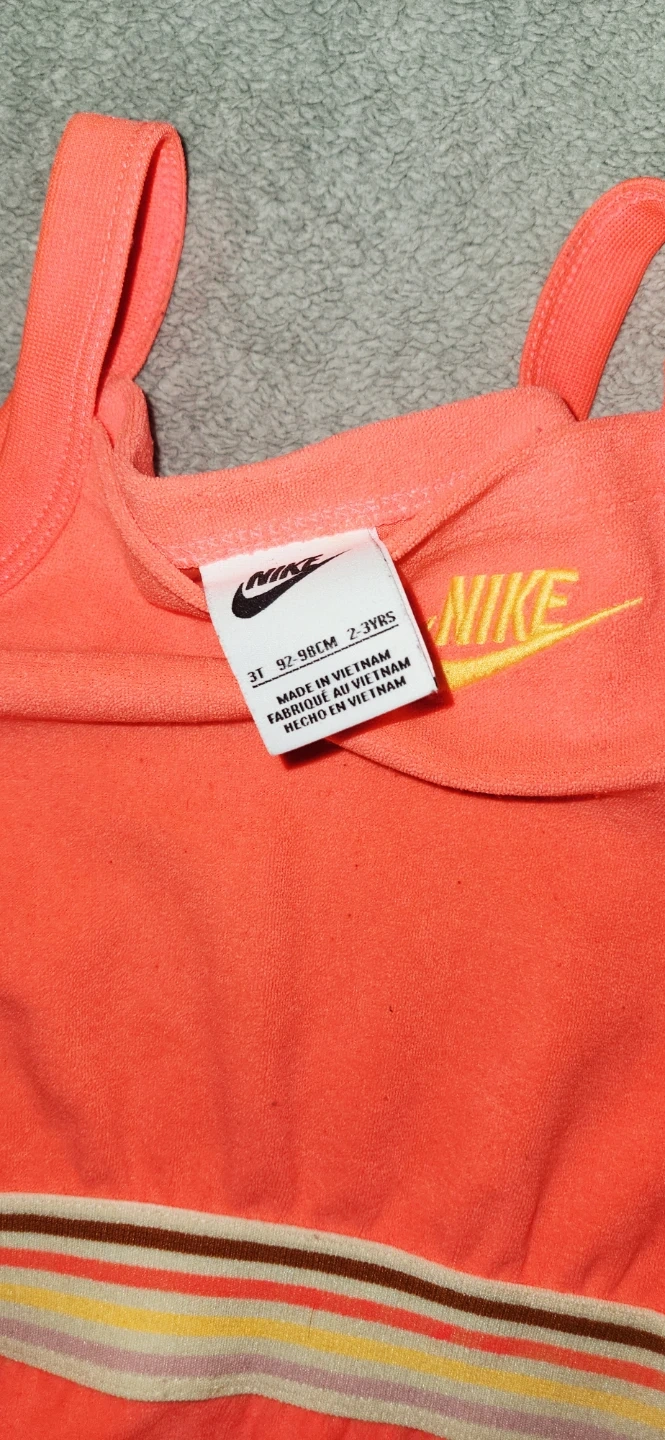 NIKE
3T 92-98CM 2-3YRS
MADE IN VIETNAM
FABRIQUÉ AU VIETNAM
HECHO EN VIETNAM
NIKE